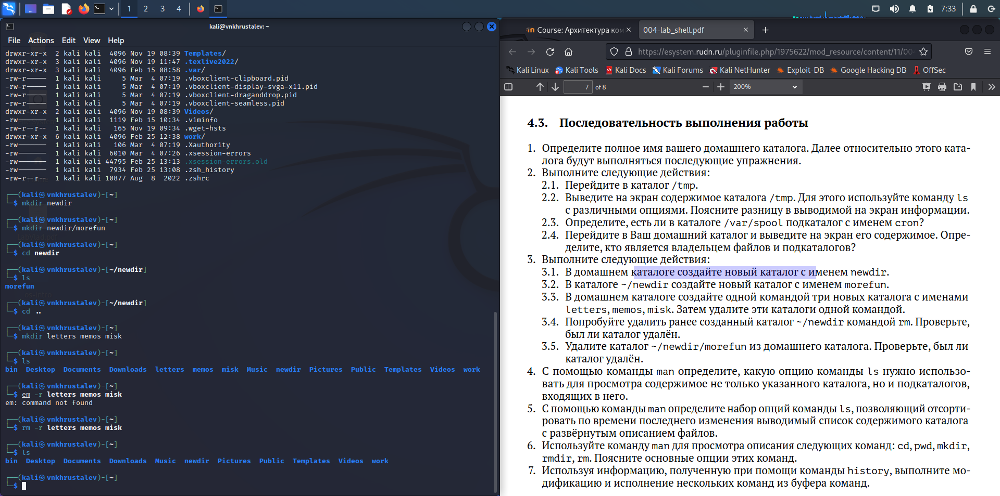 1 2 3 4 7:33
kali@vnkhrustalev: ~
File Actions Edit View Help
drwxr-xr-x 2 kali kali 4096 Nov 19 08:39 Templates/
drwxr-xr-x 3 kali kali 4096 Nov 19 11:47 .texlive2022/
drwxr-xr-x 3 kali kali 4096 Feb 15 08:58 .var/
-rw-r----- 1 kali kali 5 Mar 4 07:19 .vboxclient-clipboard.pid
-rw-r----- 1 kali kali 5 Mar 4 07:19 .vboxclient-display-svga-x11.pid
-rw-r----- 1 kali kali 5 Mar 4 07:19 .vboxclient-draganddrop.pid
-rw-r----- 1 kali kali 5 Mar 4 07:19 .vboxclient-seamless.pid
drwxr-xr-x 2 kali kali 4096 Nov 19 08:39 Videos/
-rw------- 1 kali kali 1119 Feb 15 10:34 .viminfo
-rw-r--r-- 1 kali kali 165 Nov 19 09:34 .wget-hsts
drwxr-xr-x 6 kali kali 4096 Feb 25 12:38 work/
-rw------- 1 kali kali 106 Mar 4 07:19 .Xauthority
-rw------- 1 kali kali 6010 Mar 4 07:26 .xsession-errors
-rw------- 1 kali kali 44795 Feb 25 13:13 .xsession-errors.old
-rw------- 1 kali kali 7934 Feb 25 13:08 .zsh_history
-rw-r--r-- 1 kali kali 10877 Aug 8 2022 .zshrc
┌──(kali㉿vnkhrustalev)-[~]
└─$ mkdir newdir
┌──(kali㉿vnkhrustalev)-[~]
└─$ mkdir newdir/morefun
┌──(kali㉿vnkhrustalev)-[~]
└─$ cd newdir
┌──(kali㉿vnkhrustalev)-[~/newdir]
└─$ ls
morefun
┌──(kali㉿vnkhrustalev)-[~/newdir]
└─$ cd ..
┌──(kali㉿vnkhrustalev)-[~]
└─$ mkdir letters memos misk
┌──(kali㉿vnkhrustalev)-[~]
└─$ ls
bin Desktop Documents Downloads letters memos misk Music newdir Pictures Public Templates Videos work
┌──(kali㉿vnkhrustalev)-[~]
└─$ em -r letters memos misk
em: command not found
┌──(kali㉿vnkhrustalev)-[~]
└─$ rm -r letters memos misk
┌──(kali㉿vnkhrustalev)-[~]
└─$ ls
bin Desktop Documents Downloads Music newdir Pictures Public Templates Videos work
┌──(kali㉿vnkhrustalev)-[~]
└─$
Course: Архитектура ком 004-lab_shell.pdf
https://esystem.rudn.ru/pluginfile.php/1975622/mod_resource/content/11/00
Kali Linux Kali Tools Kali Docs Kali Forums Kali NetHunter Exploit-DB Google Hacking DB OffSec
7 of 8 200%
4.3. Последовательность выполнения работы
1. Определите полное имя вашего домашнего каталога. Далее относительно этого ката-
лога будут выполняться последующие упражнения.
2. Выполните следующие действия:
2.1. Перейдите в каталог /tmp.
2.2. Выведите на экран содержимое каталога /tmp. Для этого используйте команду ls
с различными опциями. Поясните разницу в выводимой на экран информации.
2.3. Определите, есть ли в каталоге /var/spool подкаталог с именем cron?
2.4. Перейдите в Ваш домашний каталог и выведите на экран его содержимое. Опре-
делите, кто является владельцем файлов и подкаталогов?
3. Выполните следующие действия:
3.1. В домашнем каталоге создайте новый каталог с именем newdir.
3.2. В каталоге ~/newdir создайте новый каталог с именем morefun.
3.3. В домашнем каталоге создайте одной командой три новых каталога с именами
letters, memos, misk. Затем удалите эти каталоги одной командой.
3.4. Попробуйте удалить ранее созданный каталог ~/newdir командой rm. Проверьте,
был ли каталог удалён.
3.5. Удалите каталог ~/newdir/morefun из домашнего каталога. Проверьте, был ли
каталог удалён.
4. С помощью команды man определите, какую опцию команды ls нужно использо-
вать для просмотра содержимое не только указанного каталога, но и подкаталогов,
входящих в него.
5. С помощью команды man определите набор опций команды ls, позволяющий отсорти-
ровать по времени последнего изменения выводимый список содержимого каталога
с развёрнутым описанием файлов.
6. Используйте команду man для просмотра описания следующих команд: cd, pwd, mkdir,
rmdir, rm. Поясните основные опции этих команд.
7. Используя информацию, полученную при помощи команды history, выполните мо-
дификацию и исполнение нескольких команд из буфера команд.